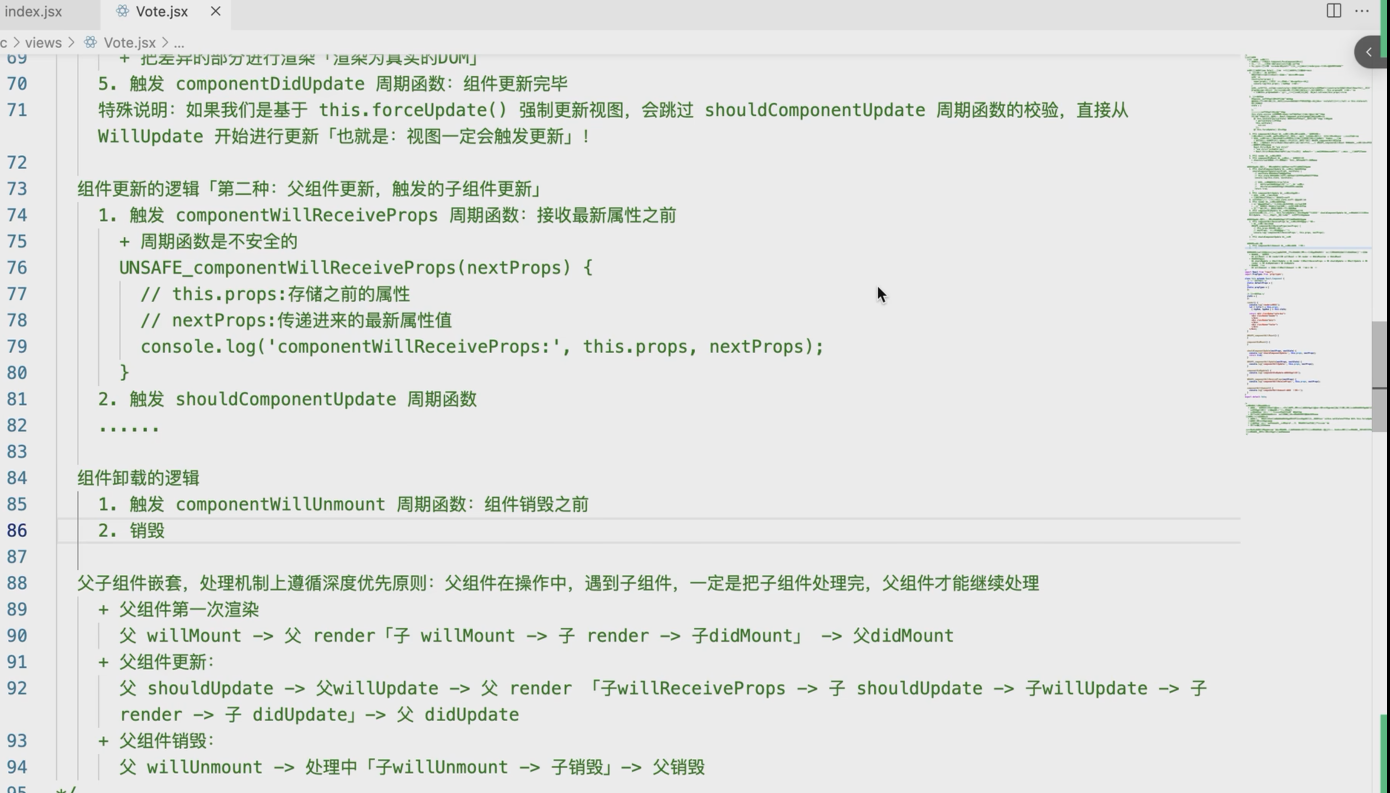 index.jsx
Vote.jsx
c > views > Vote.jsx > ...
69 + 把差异的部分进行渲染「渲染为真实的DOM」
70 5. 触发 componentDidUpdate 周期函数：组件更新完毕
71 特殊说明：如果我们是基于 this.forceUpdate() 强制更新视图，会跳过 shouldComponentUpdate 周期函数的校验，直接从
WillUpdate 开始进行更新「也就是：视图一定会触发更新」！
72
73 组件更新的逻辑「第二种：父组件更新，触发的子组件更新」
74 1. 触发 componentWillReceiveProps 周期函数：接收最新属性之前
75 + 周期函数是不安全的
76 UNSAFE_componentWillReceiveProps(nextProps) {
77 // this.props:存储之前的属性
78 // nextProps:传递进来的最新属性值
79 console.log('componentWillReceiveProps:', this.props, nextProps);
80 }
81 2. 触发 shouldComponentUpdate 周期函数
82 ......
83
84 组件卸载的逻辑
85 1. 触发 componentWillUnmount 周期函数：组件销毁之前
86 2. 销毁
87
88 父子组件嵌套，处理机制上遵循深度优先原则：父组件在操作中，遇到子组件，一定是把子组件处理完，父组件才能继续处理
89 + 父组件第一次渲染
90 父 willMount -> 父 render「子 willMount -> 子 render -> 子didMount」 -> 父didMount
91 + 父组件更新：
92 父 shouldUpdate -> 父willUpdate -> 父 render 「子willReceiveProps -> 子 shouldUpdate -> 子willUpdate -> 子
render -> 子 didUpdate」-> 父 didUpdate
93 + 父组件销毁：
94 父 willUnmount -> 处理中「子willUnmount -> 子销毁」-> 父销毁
95 */